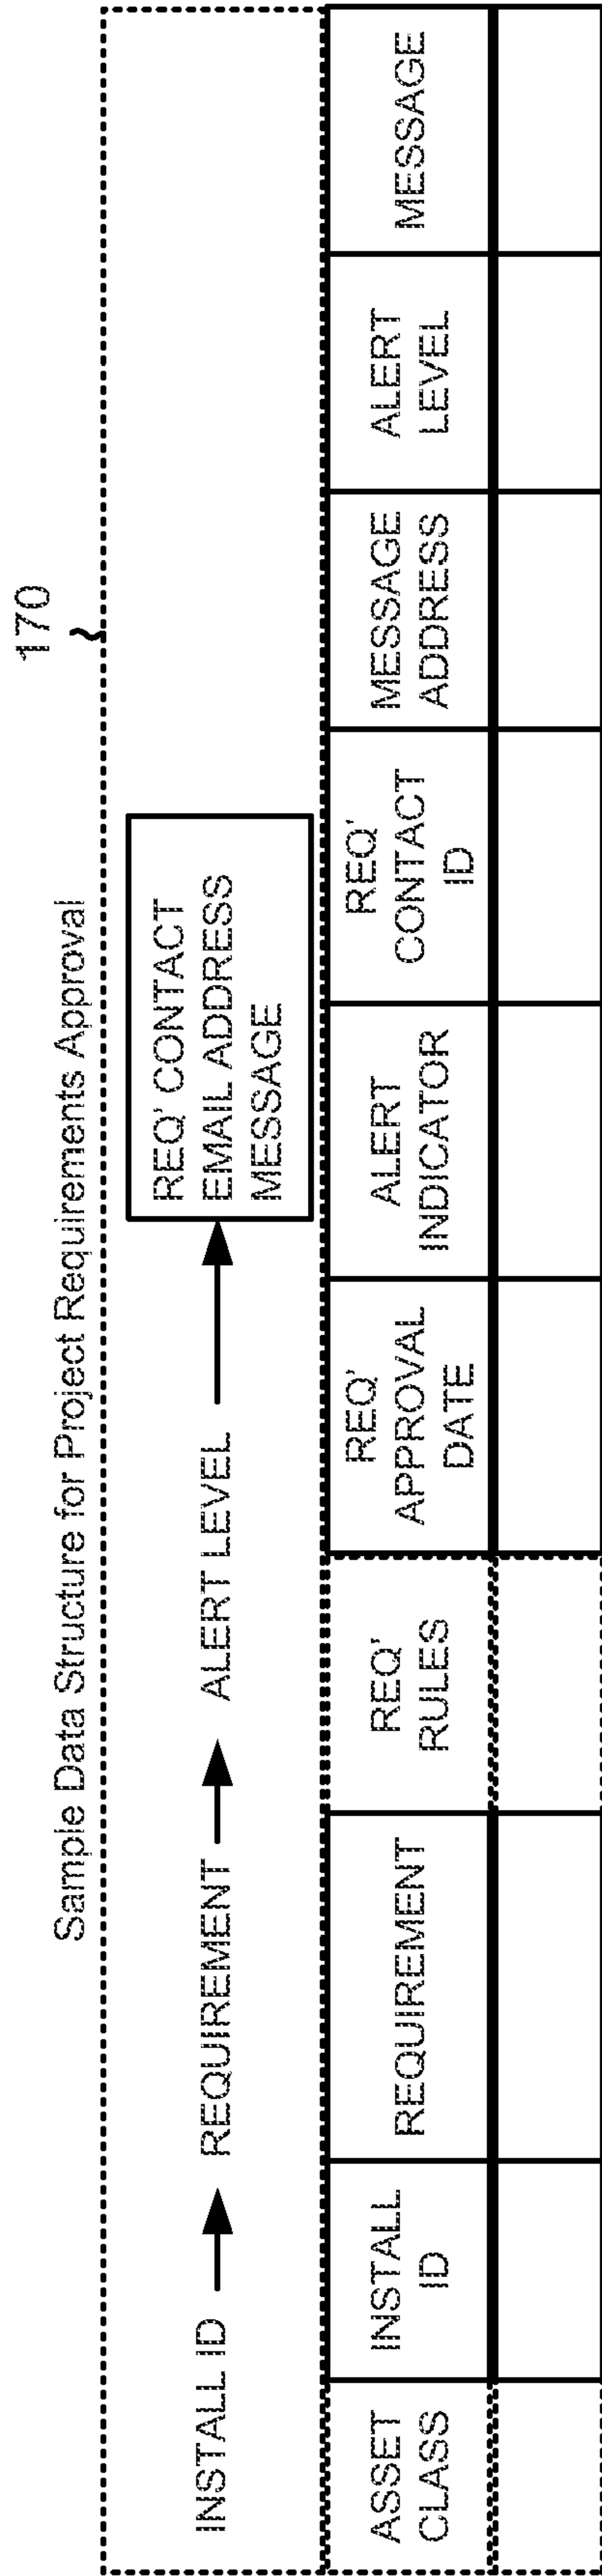 Sample Data Structure for Project Requirements Approval
170
INSTALL ID
REQUIREMENT
ALERT LEVEL
REQ' CONTACT
EMAIL ADDRESS
MESSAGE
ASSET
CLASS
INSTALL
ID
REQUIREMENT
REQ'
RULES
REQ'
APPROVAL
DATE
ALERT
INDICATOR
REQ'
CONTACT
ID
MESSAGE
ADDRESS
ALERT
LEVEL
MESSAGE